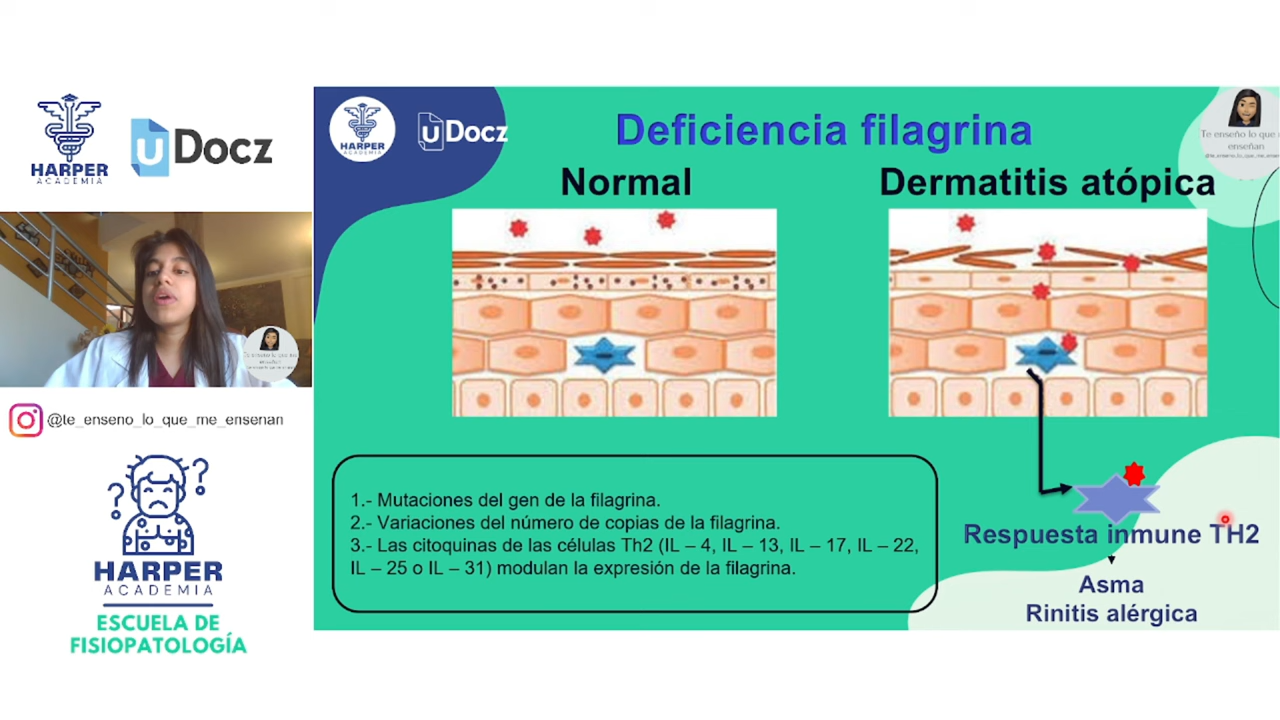 HARPER
ACADEMIA
uDocz
@te_enseno_lo_que_me_ensenan
HARPER
ACADEMIA
ESCUELA DE
FISIOPATOLOGÍA
HARPER
ACADEMIA
uDocz
Te enseño lo que
enseñan
Deficiencia filagrina
Normal
Dermatitis atópica
1.- Mutaciones del gen de la filagrina.
2.- Variaciones del número de copias de la filagrina.
3.- Las citoquinas de las células Th2 (IL – 4, IL – 13, IL – 17, IL – 22,
IL – 25 o IL – 31) modulan la expresión de la filagrina.
Respuesta inmune TH2
Asma
Rinitis alérgica